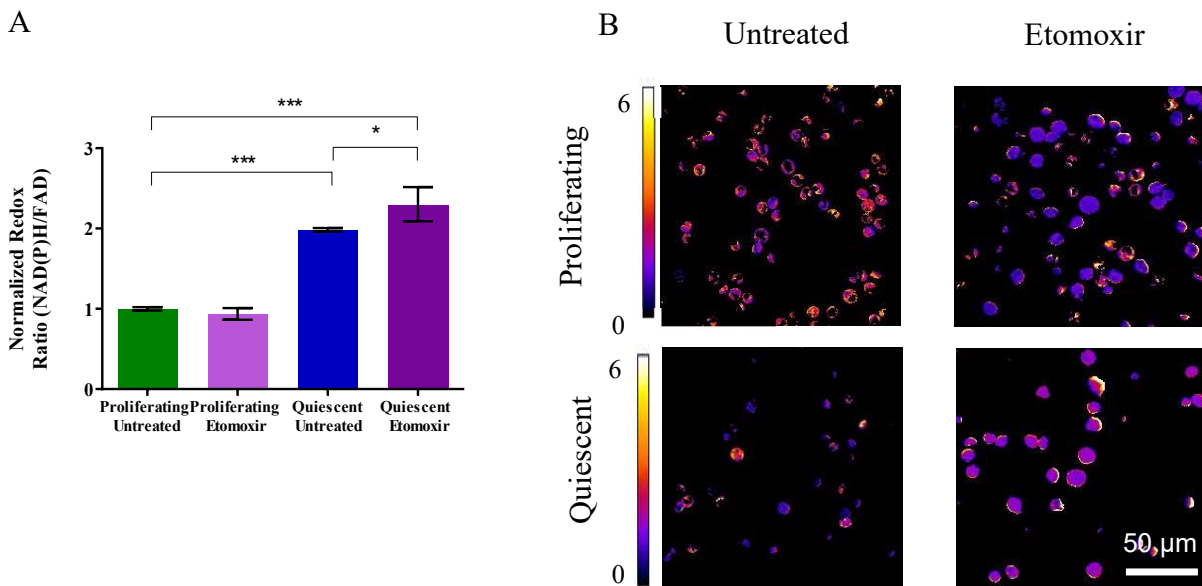 A
***
*
***
Normalized Redox
Ratio (NAD(P)H/FAD)
3
2
1
0
Proliferating
Untreated
Proliferating
Etomoxir
Quiescent
Untreated
Quiescent
Etomoxir
B
Untreated
Etomoxir
Proliferating
6
0
Quiescent
6
0
50 µm